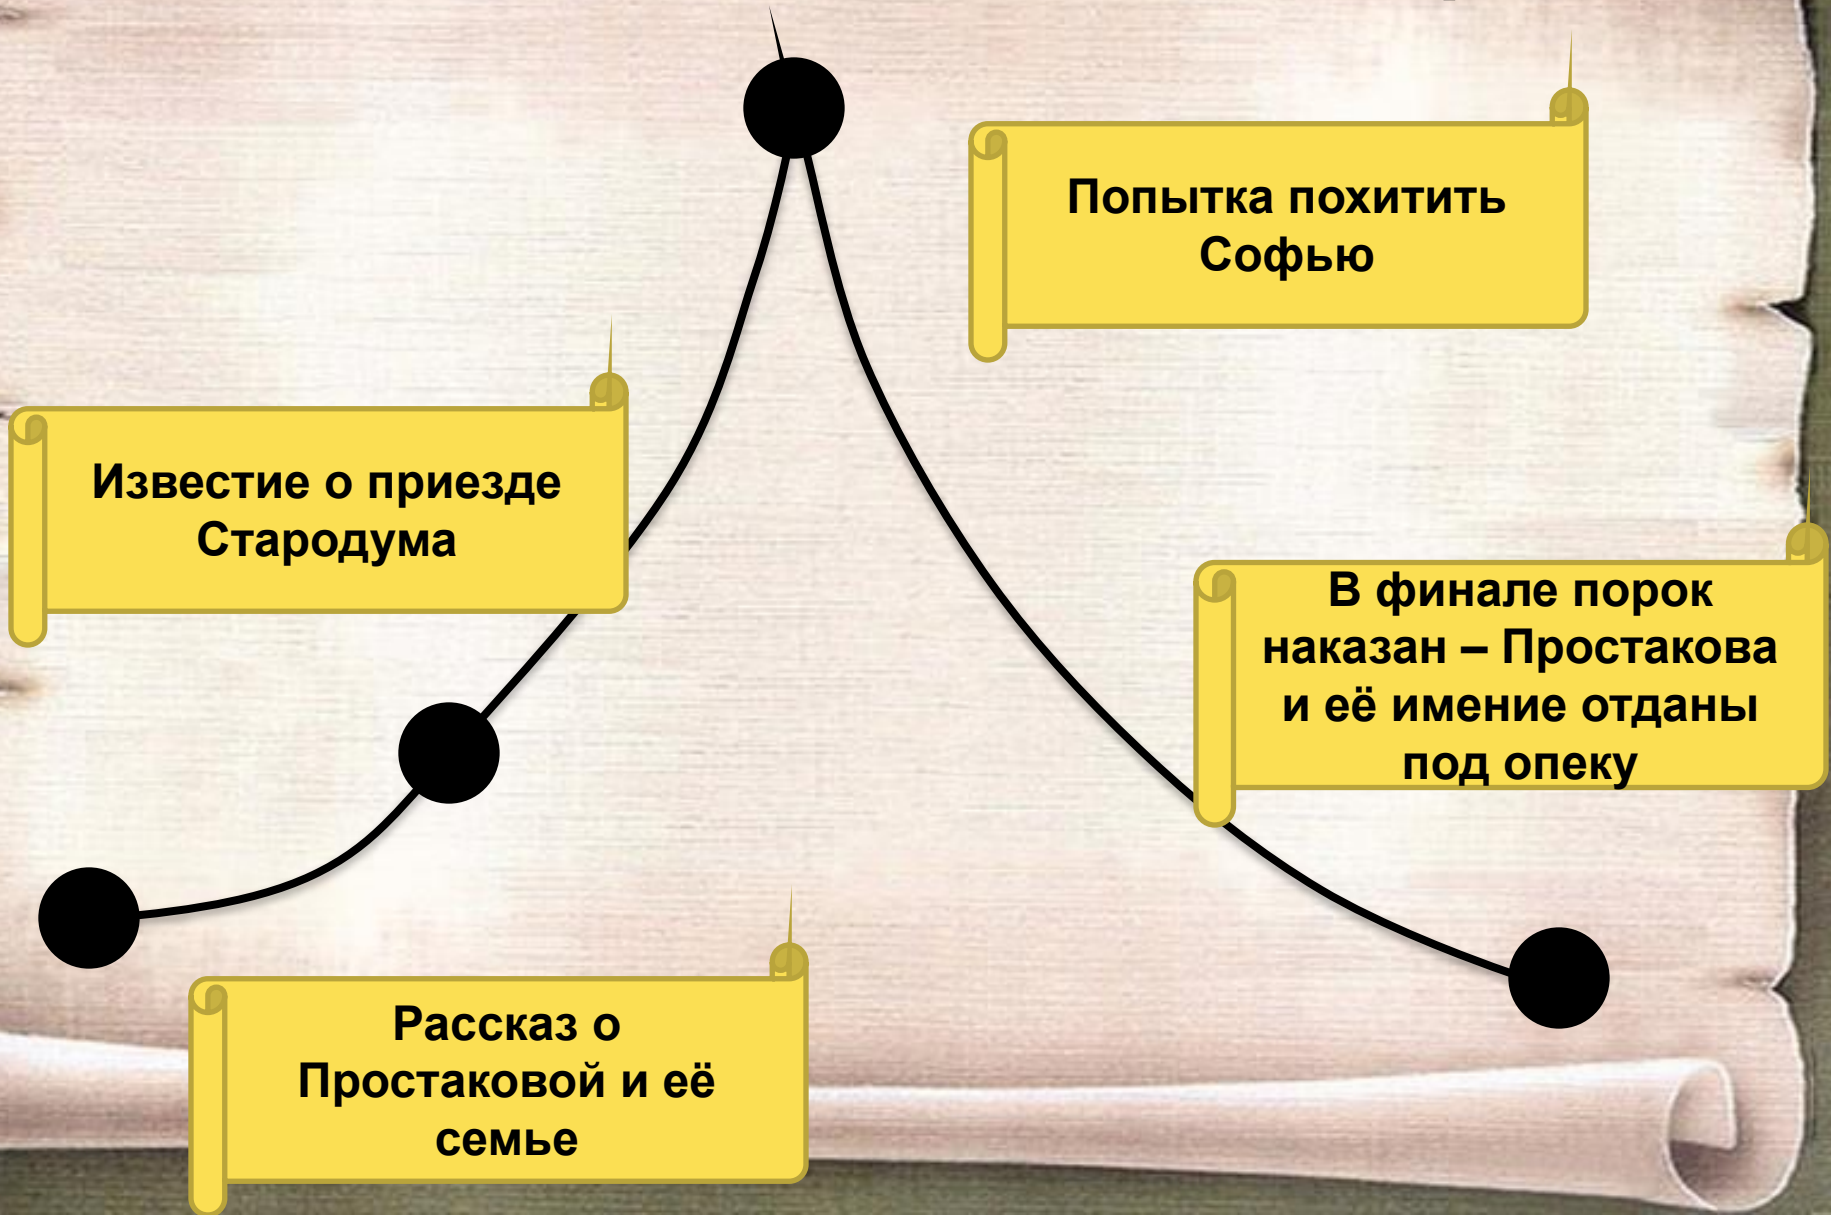 Попытка похитить
Софью
Известие о приезде
Стародума
В финале порок
наказан – Простакова
и её имение отданы
под опеку
Рассказ о
Простаковой и её
семье